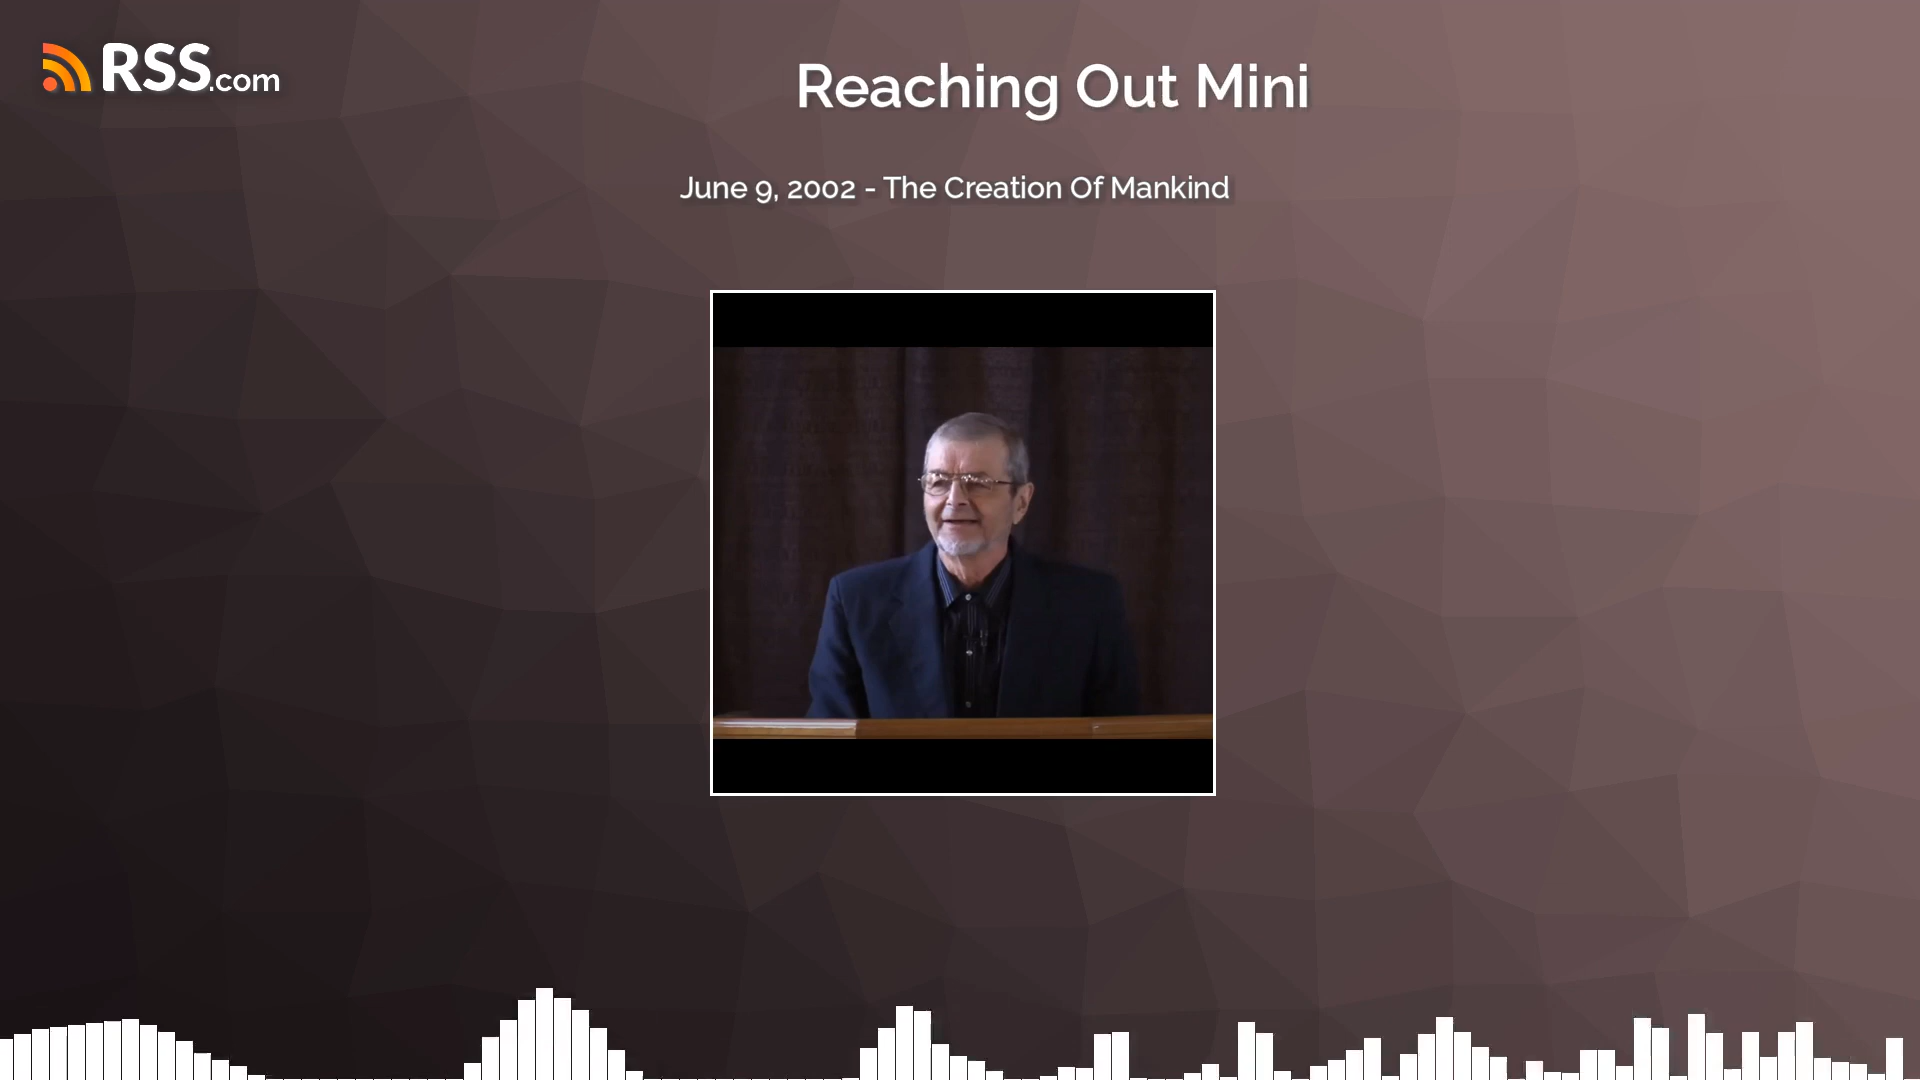 RSS.com
Reaching Out Mini
June 9, 2002 - The Creation Of Mankind